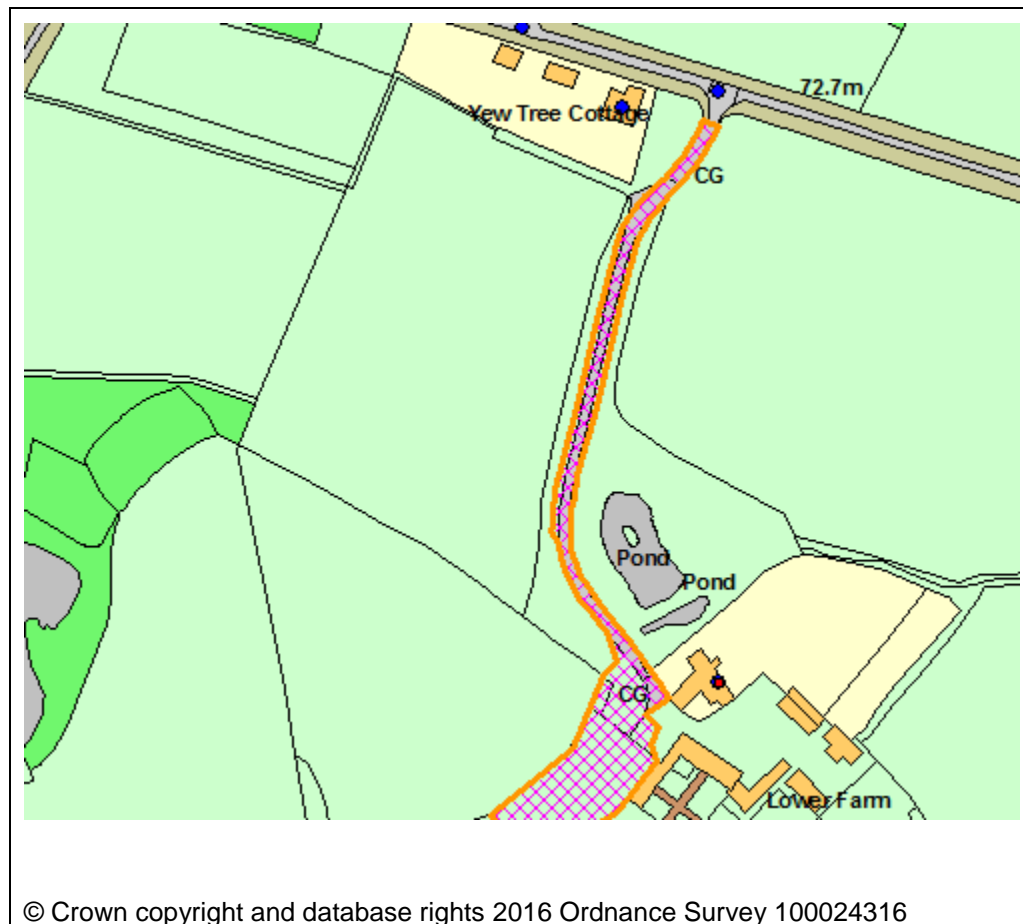 72.7m
Yew Tree Cottage
CG
Pond
Pond
CG
Lower Farm
© Crown copyright and database rights 2016 Ordnance Survey 100024316